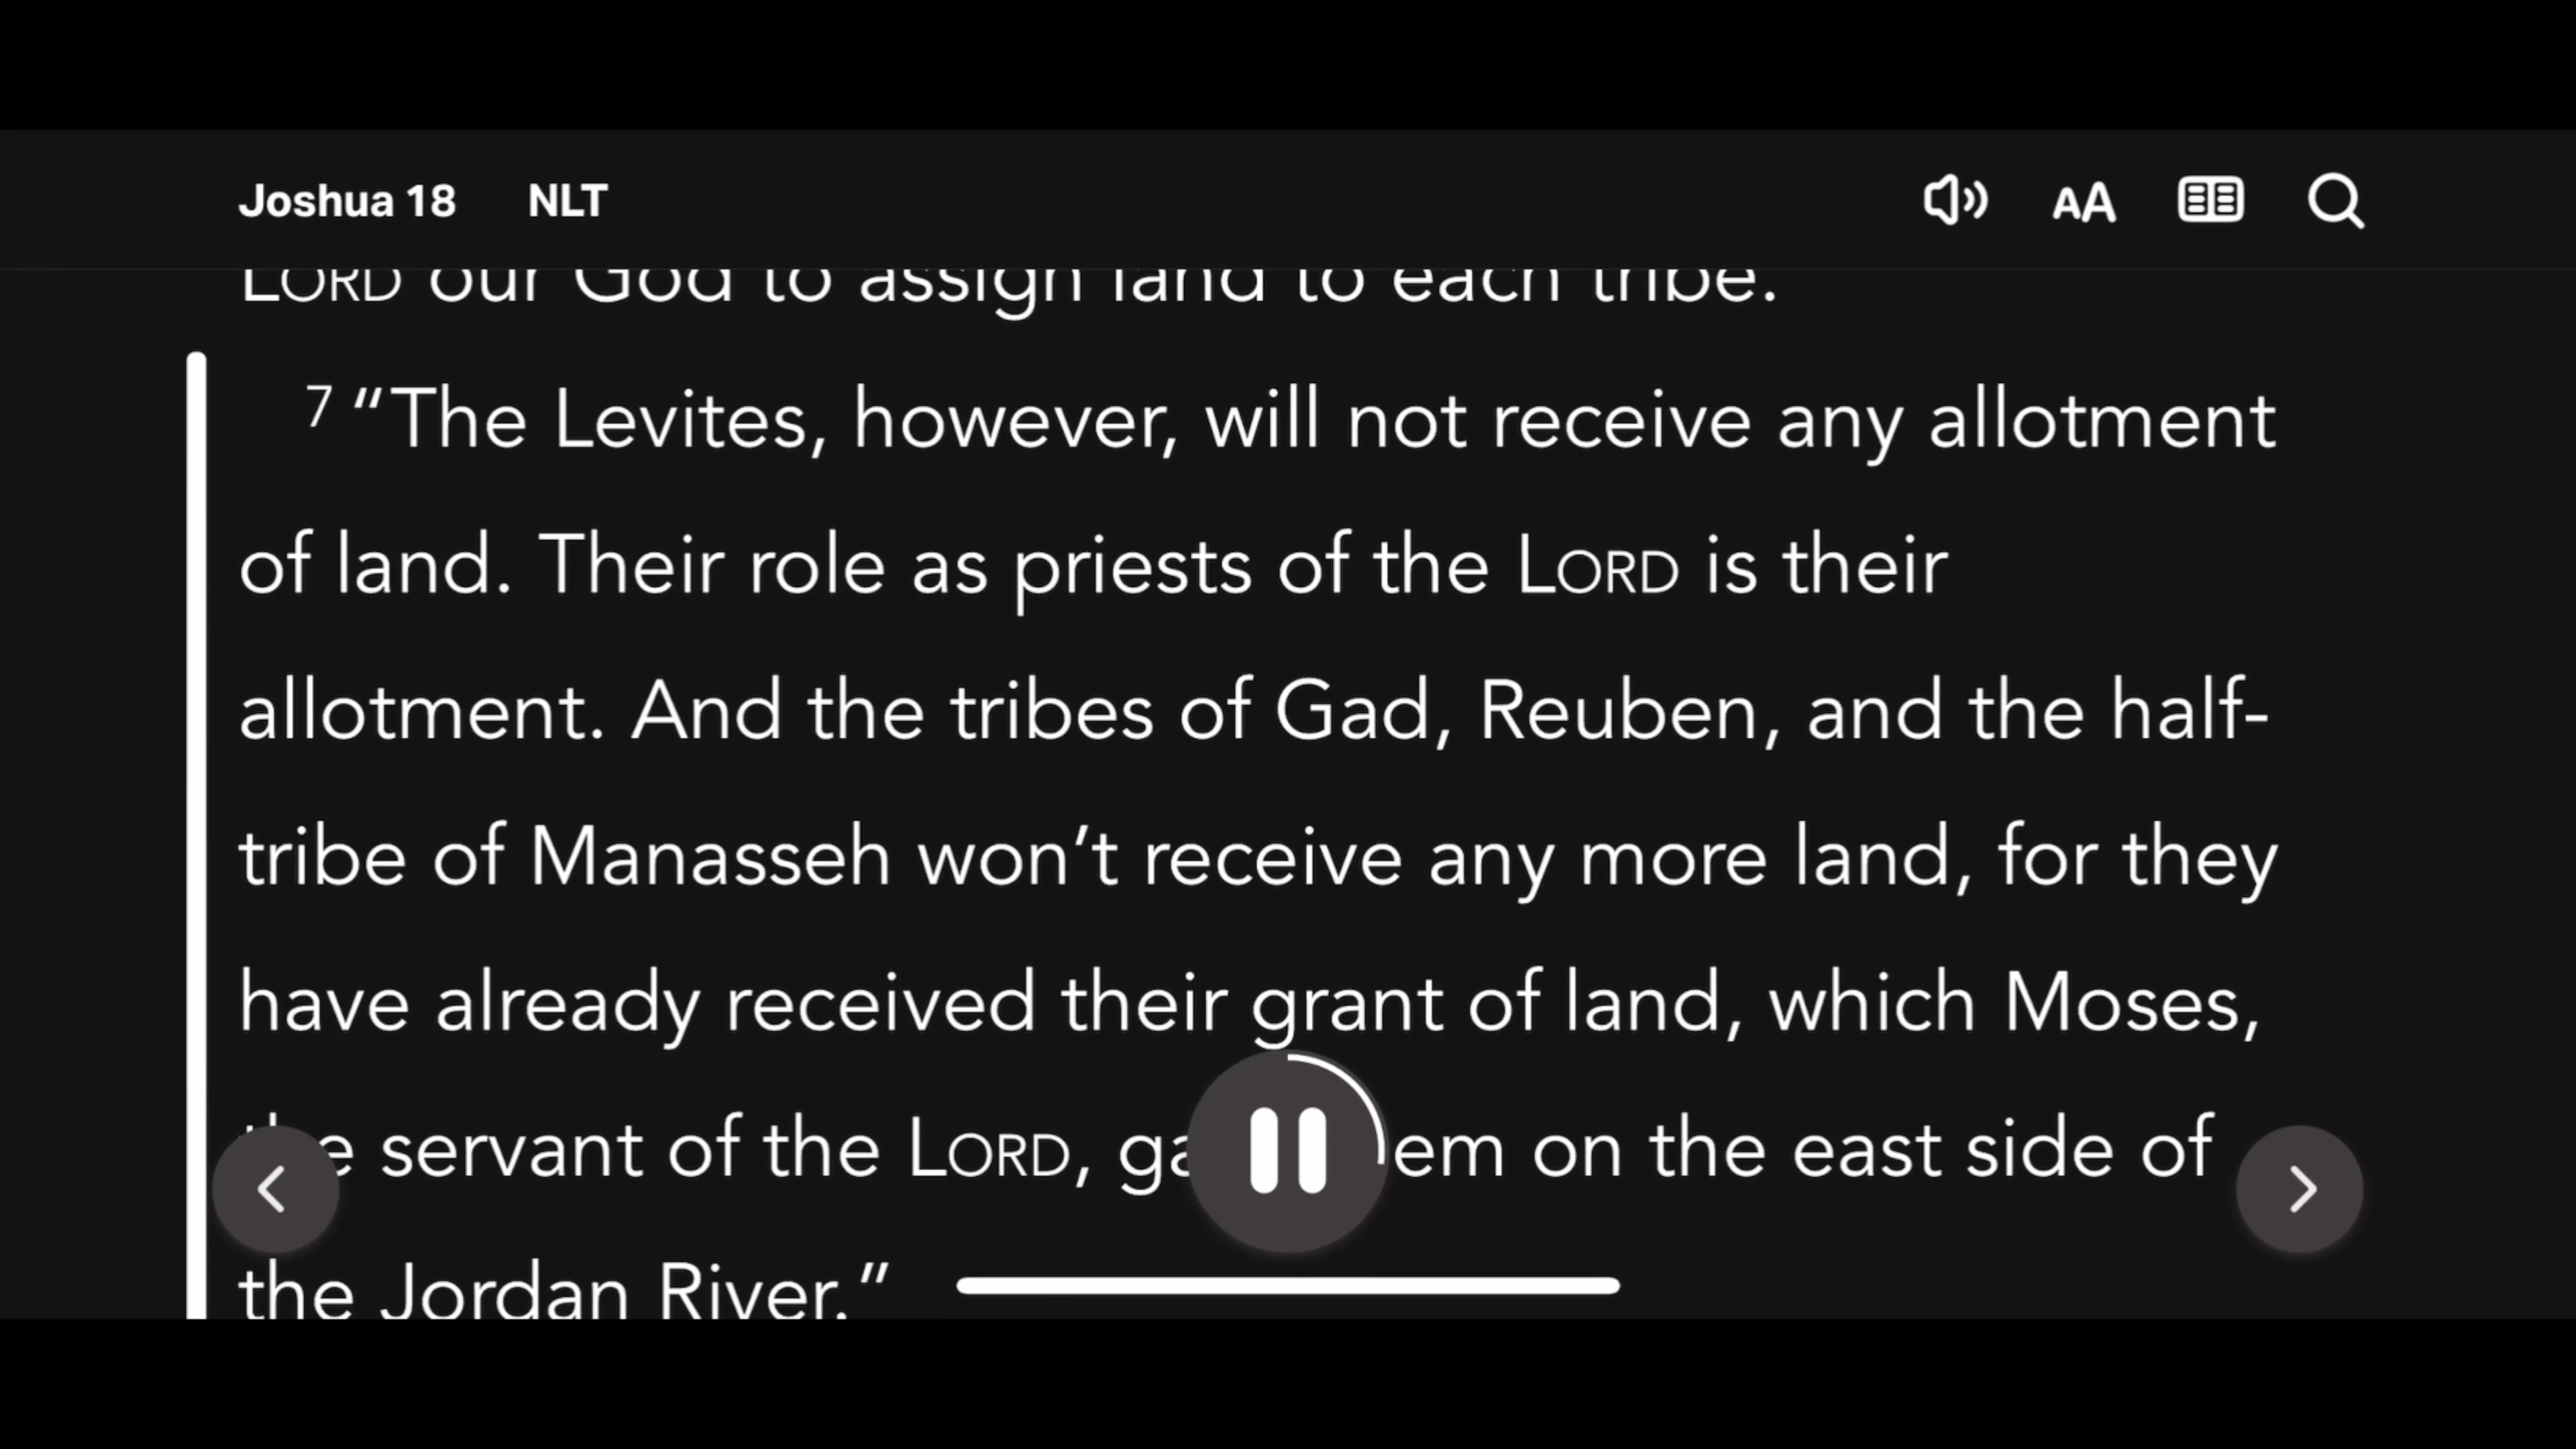 Joshua 18 NLT AA
LORD our God to assign land to each tribe.
7 “The Levites, however, will not receive any allotment
of land. Their role as priests of the LORD is their
allotment. And the tribes of Gad, Reuben, and the half-
tribe of Manasseh won’t receive any more land, for they
have already received their grant of land, which Moses,
servant of the LORD, on the east side of
the Jordan River.”